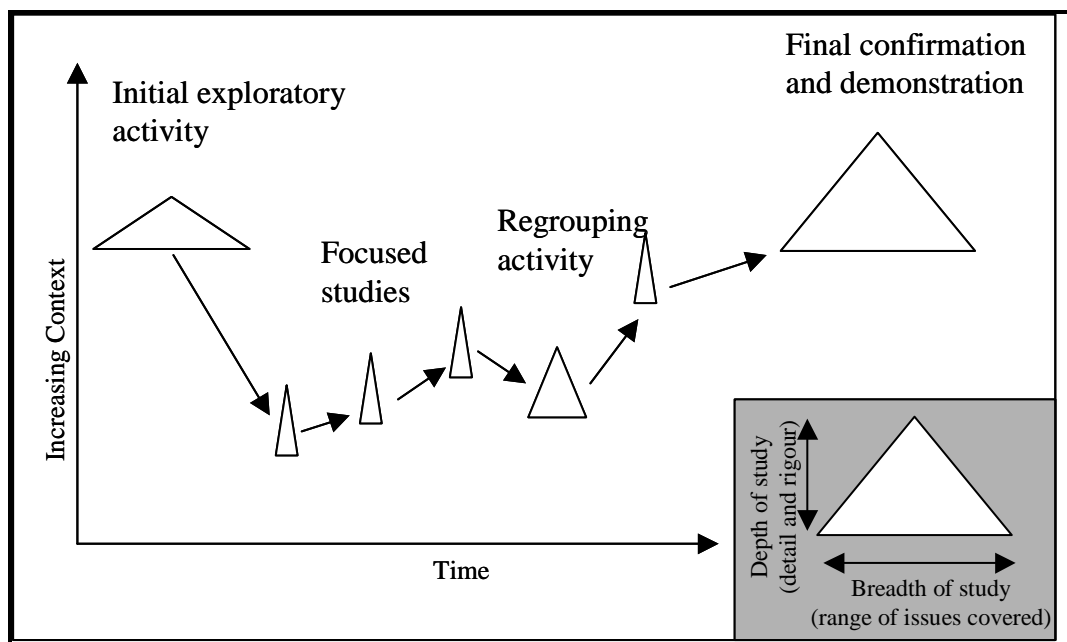 Final confirmation
and demonstration
Initial exploratory
activity
Regrouping
activity
Focused
studies
Increasing Context
Time
Depth of study
(detail and rigour)
Breadth of study
(range of issues covered)